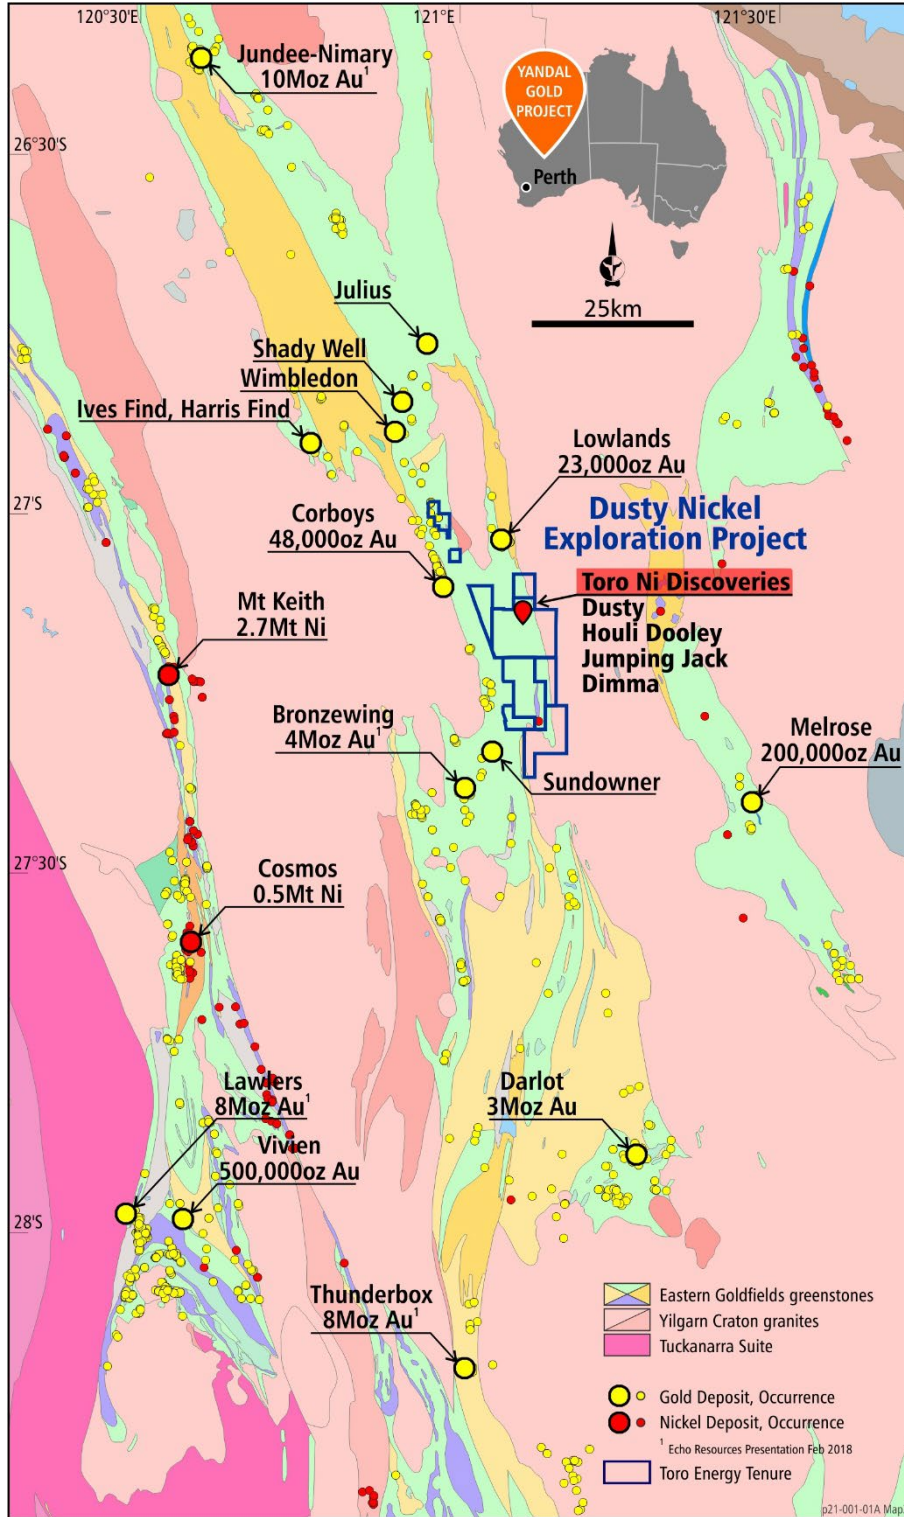 120°30'E
121°E
121°30'E
Jundee-Nimary
10Moz Au¹
YANDAL
GOLD
PROJECT
Perth
26°30'S
25km
Julius
Shady Well
Wimbledon
Ives Find, Harris Find
Lowlands
23,000oz Au
27°S
Dusty Nickel
Exploration Project
Corboys
48,000oz Au
Toro Ni Discoveries
Dusty
Houli Dooley
Jumping Jack
Dimma
Mt Keith
2.7Mt Ni
Bronzewing
4Moz Au¹
Melrose
200,000oz Au
Sundowner
27°30'S
Cosmos
0.5Mt Ni
Lawlers
8Moz Au¹
Darlot
3Moz Au
Vivien
500,000oz Au
28°S
Thunderbox
8Moz Au¹
Eastern Goldfields greenstones
Yilgarn Craton granites
Tuckanarra Suite
Gold Deposit, Occurrence
Nickel Deposit, Occurrence
¹ Echo Resources Presentation Feb 2018
Toro Energy Tenure
p21-001-01A Map